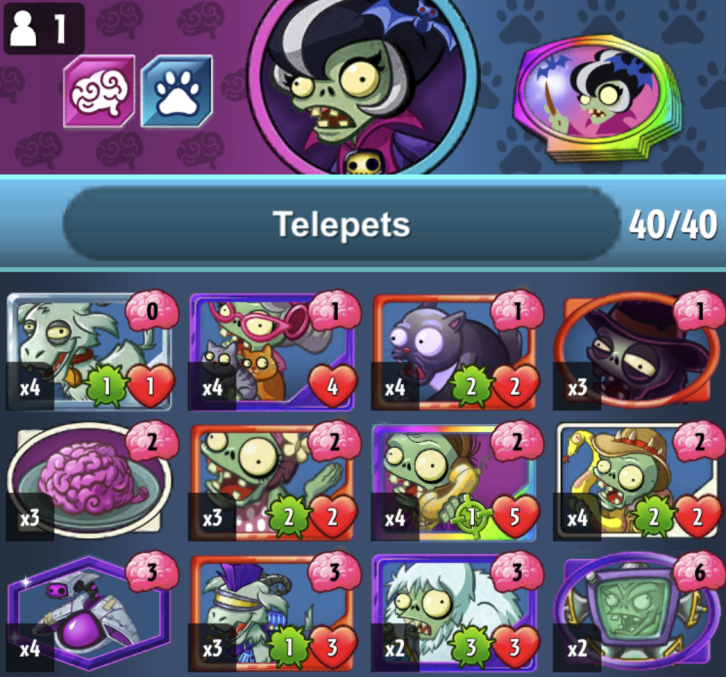 1
Telepets 40/40
0 1 1 1
x4 1 1 x4 4 x4 2 2 x3
2 2 2 2
x3 x3 2 2 x4 1 5 x4 2 2
3 3 3 6
x4 x3 1 3 x2 3 3 x2